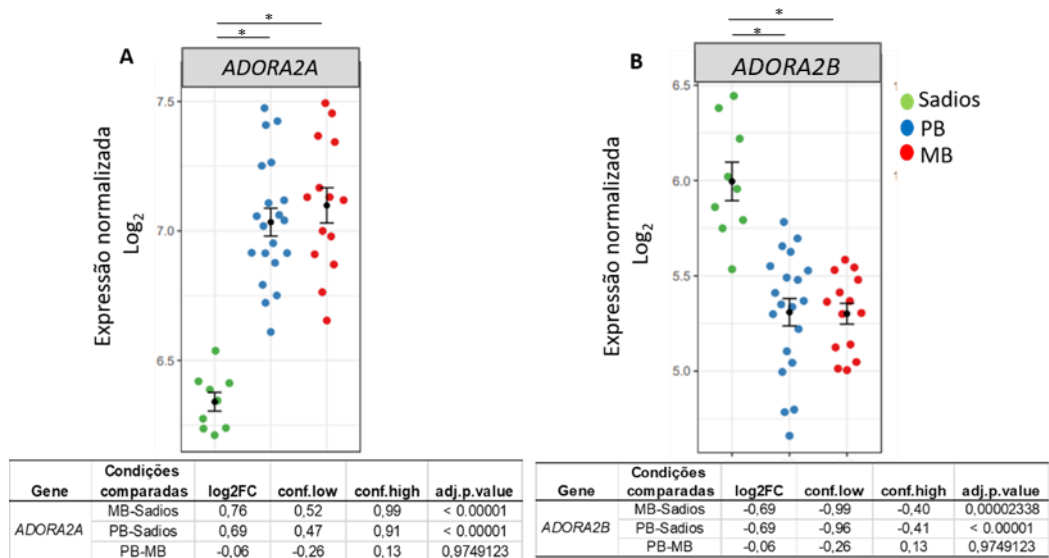 * *
* *
A B
ADORA2A
ADORA2B
7.5
7.0
6.5
Expressão normalizada
Log2
6.5
6.0
5.5
5.0
Expressão normalizada
Log2
Sadios
PB
MB
Gene Condições comparadas log2FC conf.low conf.high adj.p.value
ADORA2A
MB-Sadios 0,76 0,52 0,99 < 0.00001
PB-Sadios 0,69 0,47 0,91 < 0.00001
PB-MB -0,06 -0,26 0,13 0,9749123
Gene Condições comparadas log2FC conf.low conf.high adj.p.value
ADORA2B
MB-Sadios -0,69 -0,99 -0,40 0,00002338
PB-Sadios -0,69 -0,96 -0,41 < 0.00001
PB-MB -0,06 -0,26 0,13 0,9749123